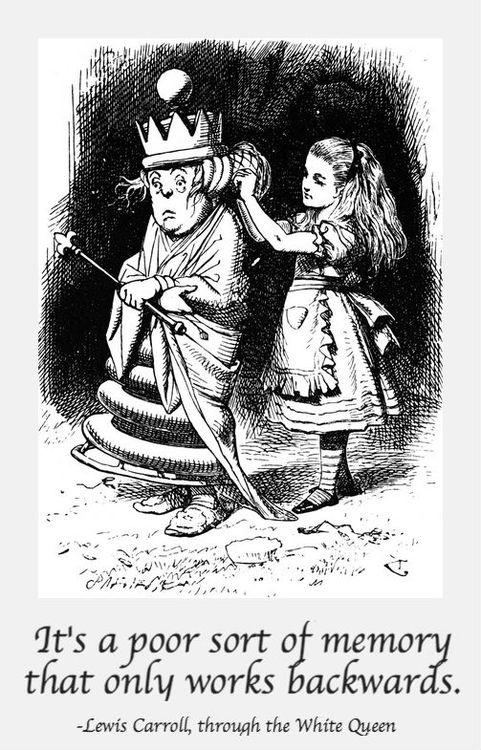 It's a poor sort of memory
that only works backwards.
-Lewis Carroll, through the White Queen